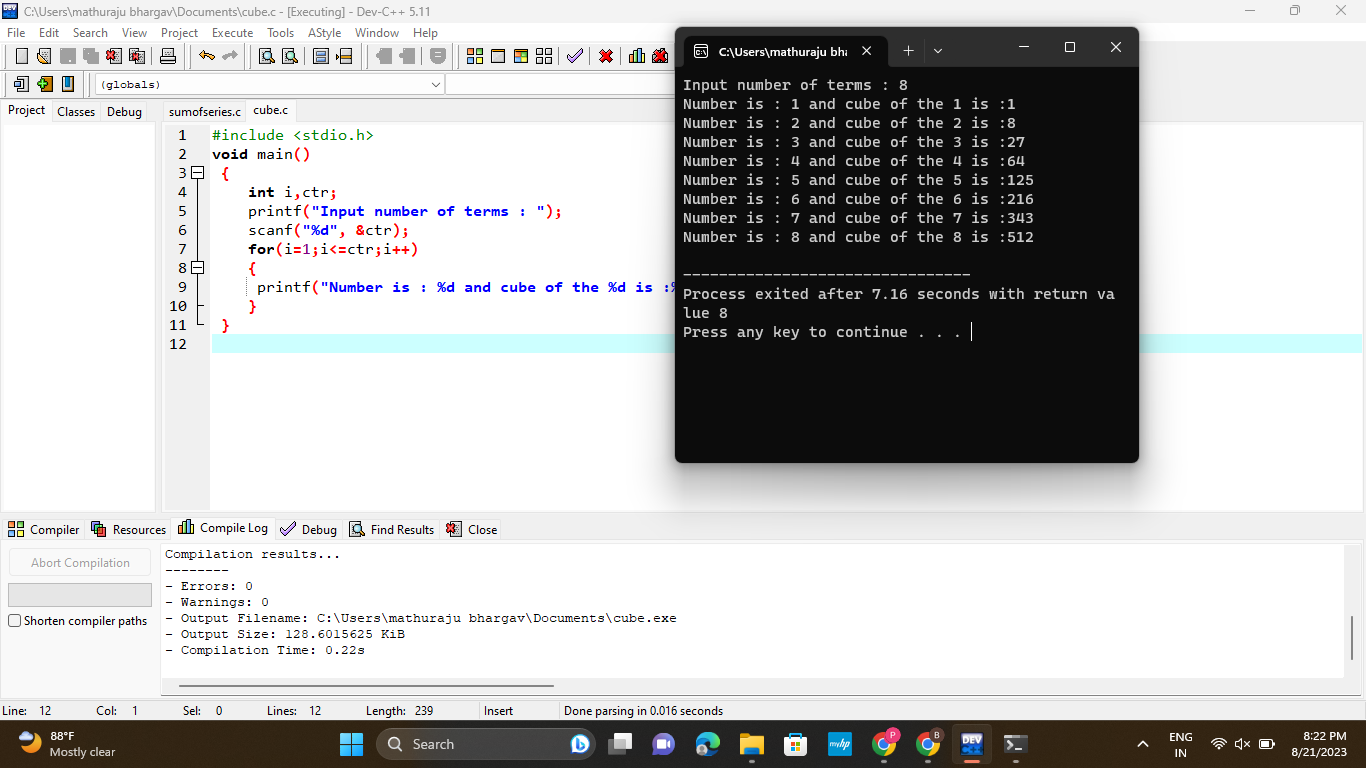 C:\Users\mathuraju bhargav\Documents\cube.c - [Executing] - Dev-C++ 5.11
File Edit Search View Project Execute Tools AStyle Window Help
(globals)
Project Classes Debug
sumofseries.c cube.c
1 #include <stdio.h>
2 void main()
3 {
4 int i,ctr;
5 printf("Input number of terms : ");
6 scanf("%d", &ctr);
7 for(i=1;i<=ctr;i++)
8 {
9 printf("Number is : %d and cube of the %d is :%
10 }
11 }
12
C:\Users\mathuraju bha
Input number of terms : 8
Number is : 1 and cube of the 1 is :1
Number is : 2 and cube of the 2 is :8
Number is : 3 and cube of the 3 is :27
Number is : 4 and cube of the 4 is :64
Number is : 5 and cube of the 5 is :125
Number is : 6 and cube of the 6 is :216
Number is : 7 and cube of the 7 is :343
Number is : 8 and cube of the 8 is :512
--------------------------------
Process exited after 7.16 seconds with return va
lue 8
Press any key to continue . . .
Compiler Resources Compile Log Debug Find Results Close
Abort Compilation
Shorten compiler paths
Compilation results...
--------
- Errors: 0
- Warnings: 0
- Output Filename: C:\Users\mathuraju bhargav\Documents\cube.exe
- Output Size: 128.6015625 KiB
- Compilation Time: 0.22s
Line: 12 Col: 1 Sel: 0 Lines: 12 Length: 239 Insert Done parsing in 0.016 seconds
88°F
Mostly clear
Search
myhp
P
B
DEV
ENG
IN
8:22 PM
8/21/2023